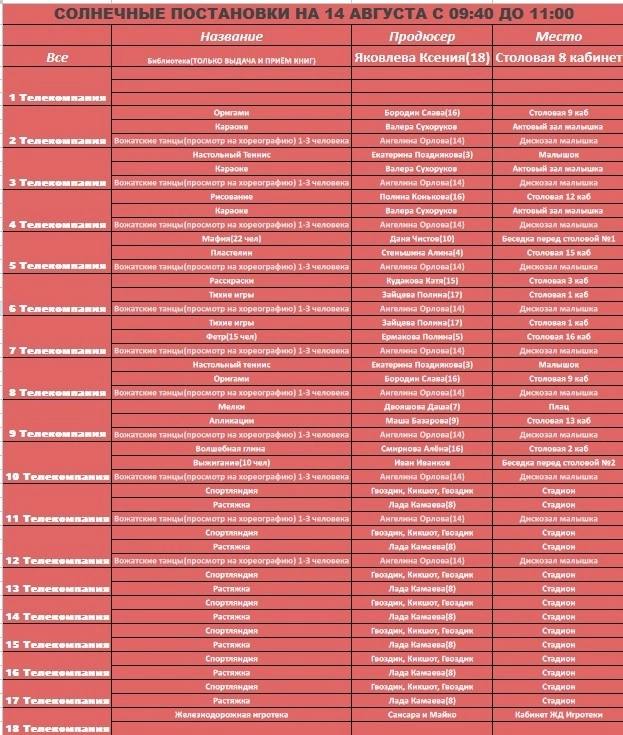 СОЛНЕЧНЫЕ ПОСТАНОВКИ НА 14 АВГУСТА С 09:40 ДО 11:00
Название Продюсер Место
Все Библиотека(ТОЛЬКО ВЫДАЧА И ПРИЁМ КНИГ) Яковлева Ксения(18) Столовая 8 кабинет
1 Телекомпания
Оригами Бородин Слава(16) Столовая 9 каб
Караоке Валера Сухоруков Актовый зал малышка
2 Телекомпания Вожатские танцы(просмотр на хореографию) 1-3 человека Ангелина Орлова(14) Дискозал малышка
Настольный Теннис Екатерина Позднякова(3) Малышок
Караоке Валера Сухоруков Актовый зал малышка
3 Телекомпания Вожатские танцы(просмотр на хореографию) 1-3 человека Ангелина Орлова(14) Дискозал малышка
Рисование Полина Конькова(16) Столовая 12 каб
Караоке Валера Сухоруков Актовый зал малышка
4 Телекомпания Вожатские танцы(просмотр на хореографию) 1-3 человека Ангелина Орлова(14) Дискозал малышка
Мафия(22 чел) Даня Чистов(10) Беседка перед столовой №1
Пластелин Стеньшина Алина(4) Столовая 15 каб
5 Телекомпания Вожатские танцы(просмотр на хореографию) 1-3 человека Ангелина Орлова(14) Дискозал малышка
Расскраски Кудакова Катя(15) Столовая 3 каб
Тихие игры Зайцева Полина(17) Столовая 1 каб
6 Телекомпания Вожатские танцы(просмотр на хореографию) 1-3 человека Ангелина Орлова(14) Дискозал малышка
Тихие игры Зайцева Полина(17) Столовая 1 каб
Фетр(15 чел) Ермакова Полина(5) Столовая 16 каб
7 Телекомпания Вожатские танцы(просмотр на хореографию) 1-3 человека Ангелина Орлова(14) Дискозал малышка
Настольный теннис Екатерина Позднякова(3) Малышок
Оригами Бородин Слава(16) Столовая 9 каб
8 Телекомпания Вожатские танцы(просмотр на хореографию) 1-3 человека Ангелина Орлова(14) Дискозал малышка
Мелки Двояшова Даша(7) Плац
Аппликации Маша Базарова(9) Столовая 13 каб
9 Телекомпания Вожатские танцы(просмотр на хореографию) 1-3 человека Ангелина Орлова(14) Дискозал малышка
Волшебная глина Смирнова Алёна(16) Столовая 2 каб
Выжигание(10 чел) Иван Иванков Беседка перед столовой №2
10 Телекомпания Вожатские танцы(просмотр на хореографию) 1-3 человека Ангелина Орлова(14) Дискозал малышка
Спортляндия Гвоздик, Кикшот, Гвоздик Стадион
Растяжка Лада Камаева(8) Стадион
11 Телекомпания Вожатские танцы(просмотр на хореографию) 1-3 человека Ангелина Орлова(14) Дискозал малышка
Спортляндия Гвоздик, Кикшот, Гвоздик Стадион
Растяжка Лада Камаева(8) Стадион
12 Телекомпания Вожатские танцы(просмотр на хореографию) 1-3 человека Ангелина Орлова(14) Дискозал малышка
Спортляндия Гвоздик, Кикшот, Гвоздик Стадион
13 Телекомпания Растяжка Лада Камаева(8) Стадион
Спортляндия Гвоздик, Кикшот, Гвоздик Стадион
14 Телекомпания Растяжка Лада Камаева(8) Стадион
Спортляндия Гвоздик, Кикшот, Гвоздик Стадион
15 Телекомпания Растяжка Лада Камаева(8) Стадион
Спортляндия Гвоздик, Кикшот, Гвоздик Стадион
16 Телекомпания Растяжка Лада Камаева(8) Стадион
Спортляндия Гвоздик, Кикшот, Гвоздик Стадион
17 Телекомпания Растяжка Лада Камаева(8) Стадион
Железнодорожная игротека Сансара и Майко Кабинет ЖД Игротеки
18 Телекомпания